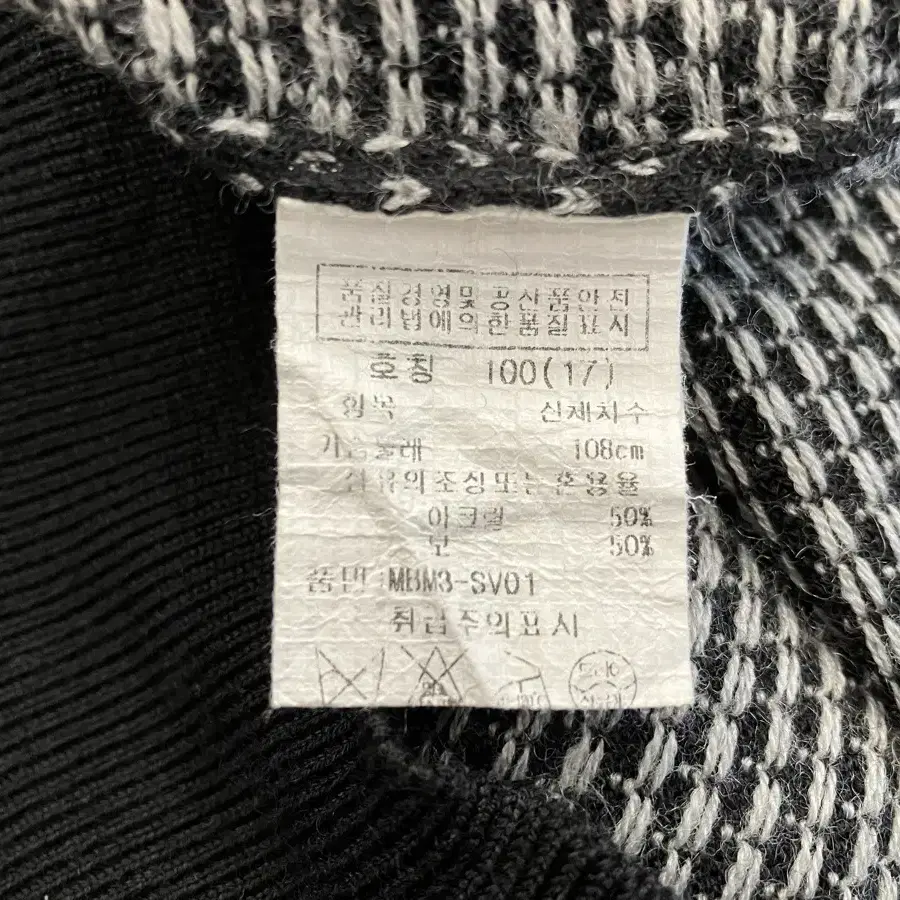 품질경영및 공산품안전
관리법에의한품질표시
호칭 100(17)
항목 신체치수
가슴둘레 108cm
섬유의조성또는혼용율
아크릴 50%
모 50%
품번:MBM3-SV01
취급주의표시